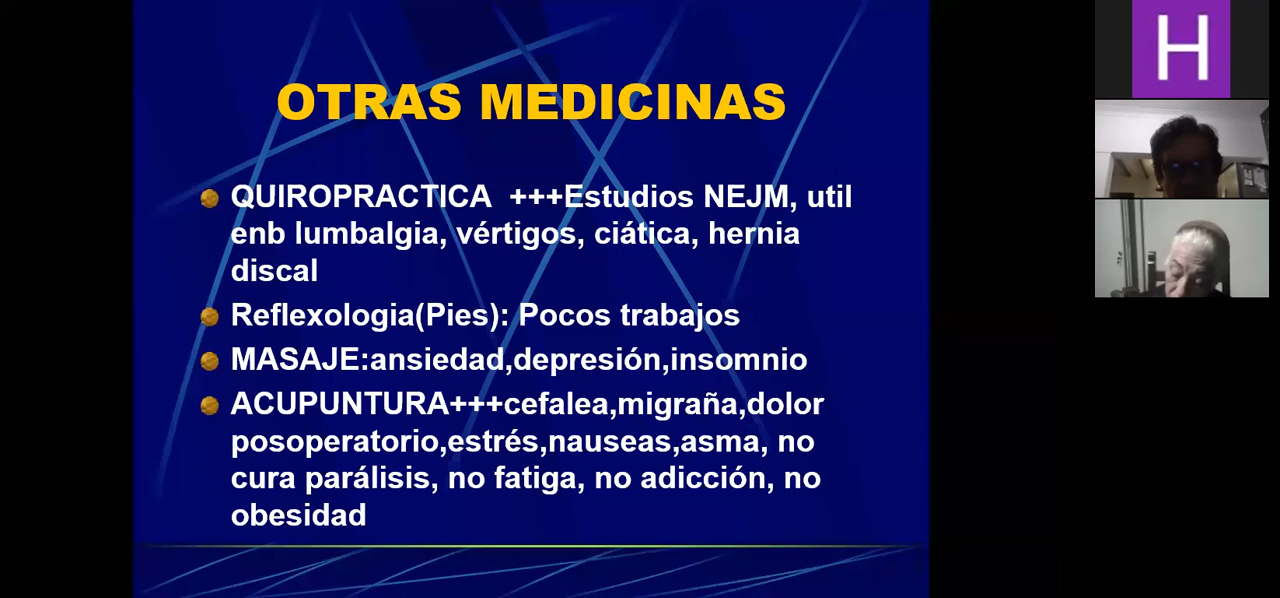 OTRAS MEDICINAS
QUIROPRACTICA +++Estudios NEJM, util
enb lumbalgia, vértigos, ciática, hernia
discal
Reflexologia(Pies): Pocos trabajos
MASAJE:ansiedad,depresión,insomnio
ACUPUNTURA+++cefalea,migraña,dolor
posoperatorio,estrés,nauseas,asma, no
cura parálisis, no fatiga, no adicción, no
obesidad
H